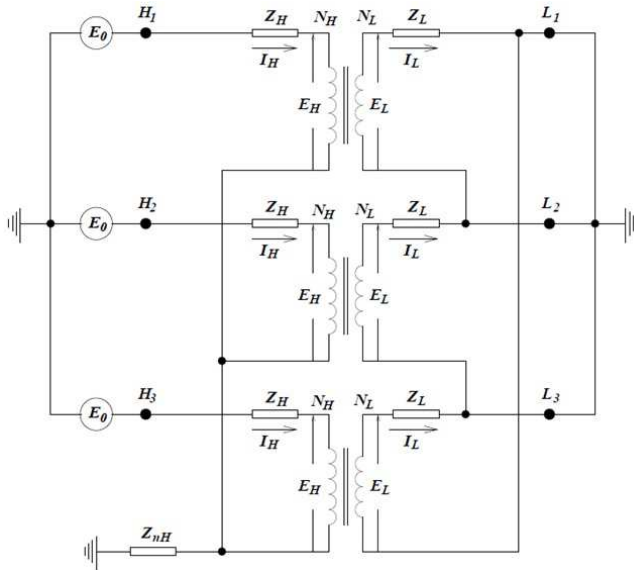 H1 ZH NH NL ZL L1
E0
IH IL
EH EL
H2 ZH NH NL ZL L2
E0
IH IL
EH EL
H3 ZH NH NL ZL L3
E0
IH IL
EH EL
ZnH